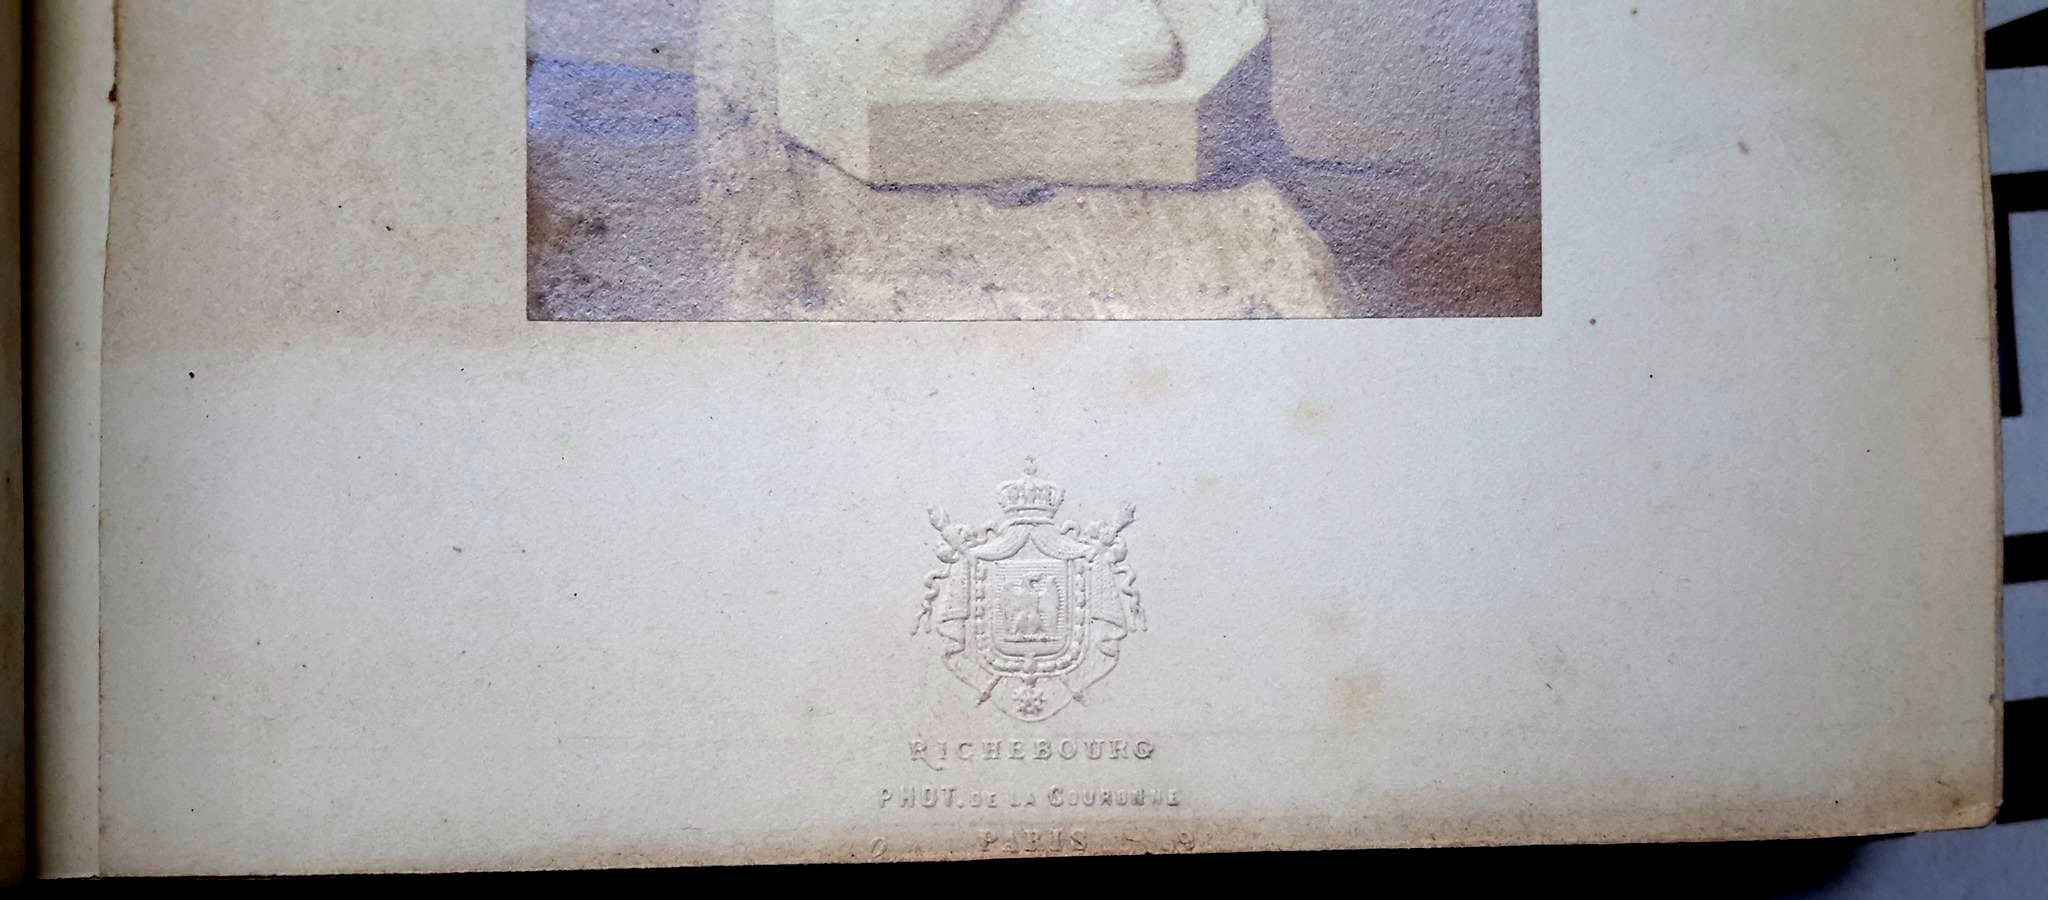 RICHEBOURG
PHOT. DE LA COURONNE
PARIS